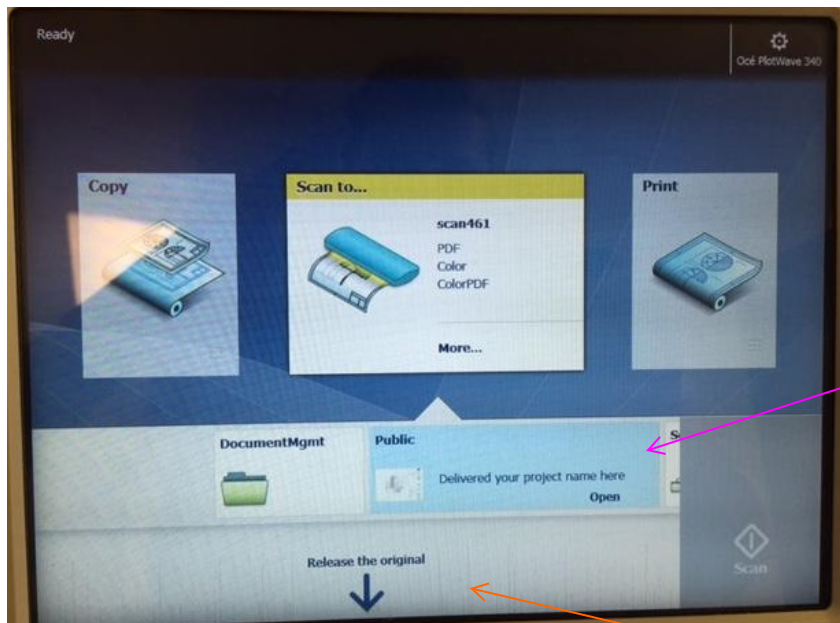 Ready
Océ PlotWave 340
Copy
Scan to...
Print
scan461
PDF
Color
ColorPDF
More...
DocumentMgmt
Public
Delivered your project name here
Open
Release the original
Scan